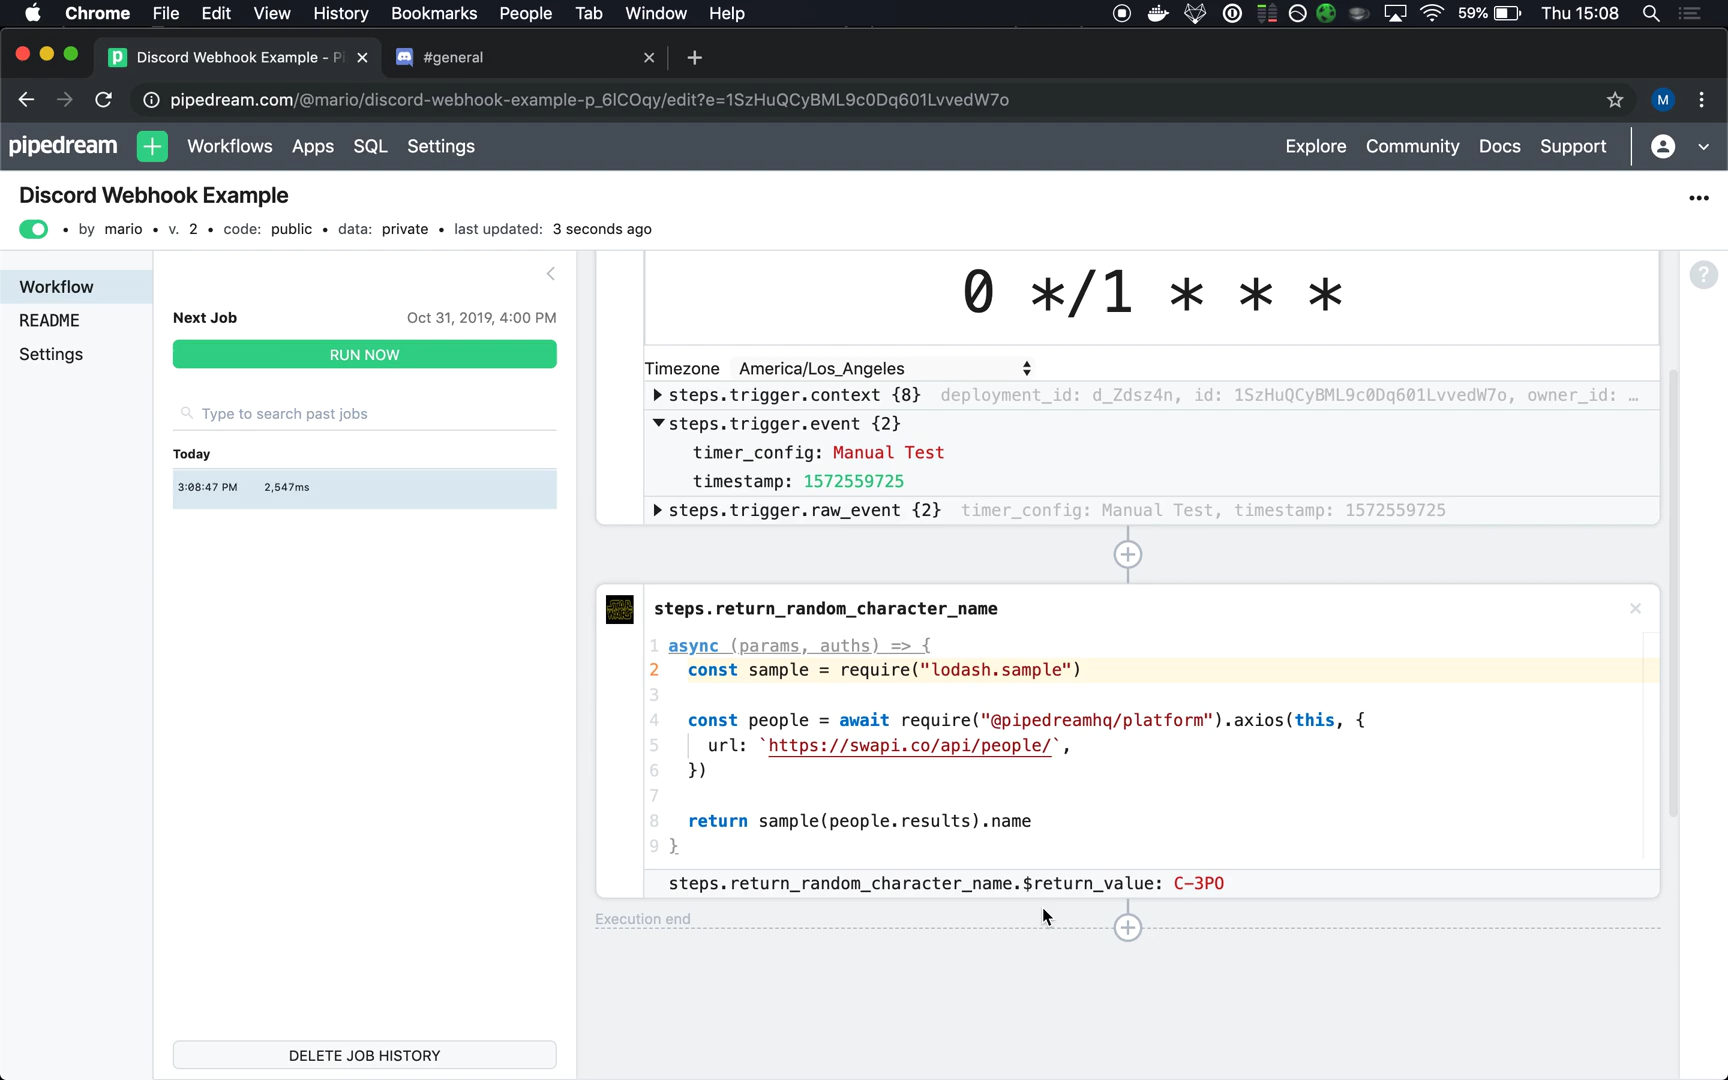 Chrome File Edit View History Bookmarks People Tab Window Help 59% Thu 15:08
Discord Webhook Example - Pi #general
pipedream.com/@mario/discord-webhook-example-p_6lCOqy/edit?e=1SzHuQCyBML9c0Dq601LvvedW7o M
pipedream Workflows Apps SQL Settings Explore Community Docs Support
Discord Webhook Example
• by mario • v. 2 • code: public • data: private • last updated: 3 seconds ago
Workflow
README
Settings
Next Job Oct 31, 2019, 4:00 PM
RUN NOW
Type to search past jobs
Today
3:08:47 PM 2,547ms
DELETE JOB HISTORY
0 */1 * * *
Timezone America/Los_Angeles
steps.trigger.context {8} deployment_id: d_Zdsz4n, id: 1SzHuQCyBML9c0Dq601LvvedW7o, owner_id: …
steps.trigger.event {2}
timer_config: Manual Test
timestamp: 1572559725
steps.trigger.raw_event {2} timer_config: Manual Test, timestamp: 1572559725
STAR WARS
steps.return_random_character_name
1 async (params, auths) => {
2 const sample = require("lodash.sample")
3
4 const people = await require("@pipedreamhq/platform").axios(this, {
5 url: `https://swapi.co/api/people/`,
6 })
7
8 return sample(people.results).name
9 }
steps.return_random_character_name.$return_value: C-3PO
Execution end